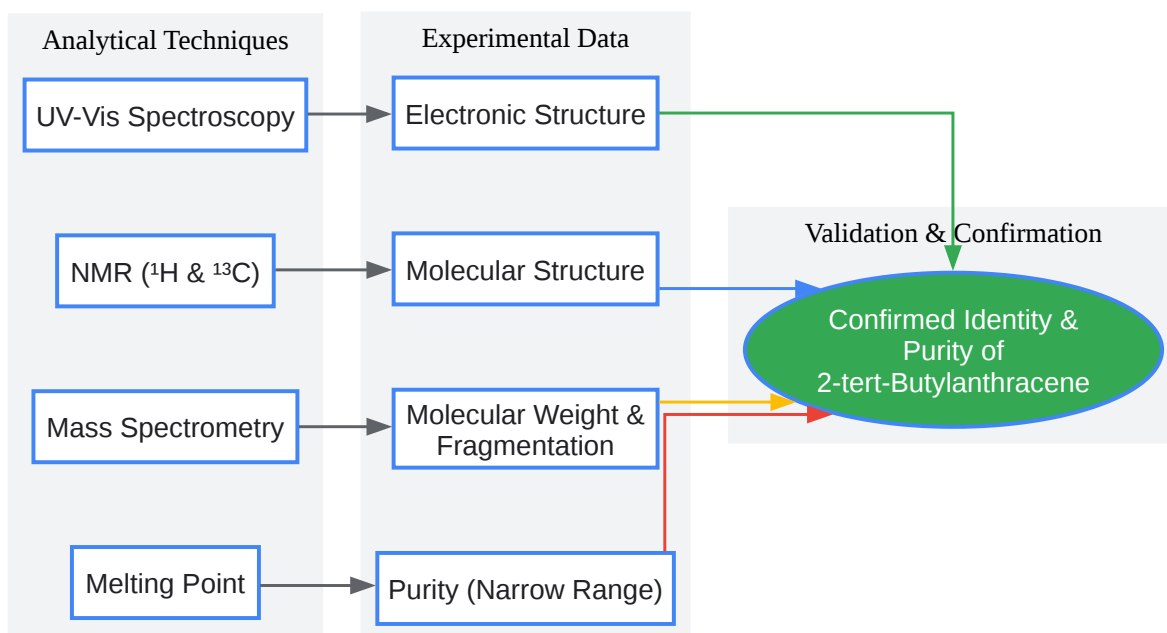 Analytical Techniques
Experimental Data
UV-Vis Spectroscopy
Electronic Structure
Validation & Confirmation
NMR (¹H & ¹³C)
Molecular Structure
Confirmed Identity &
Purity of
2-tert-Butylanthracene
Mass Spectrometry
Molecular Weight &
Fragmentation
Melting Point
Purity (Narrow Range)